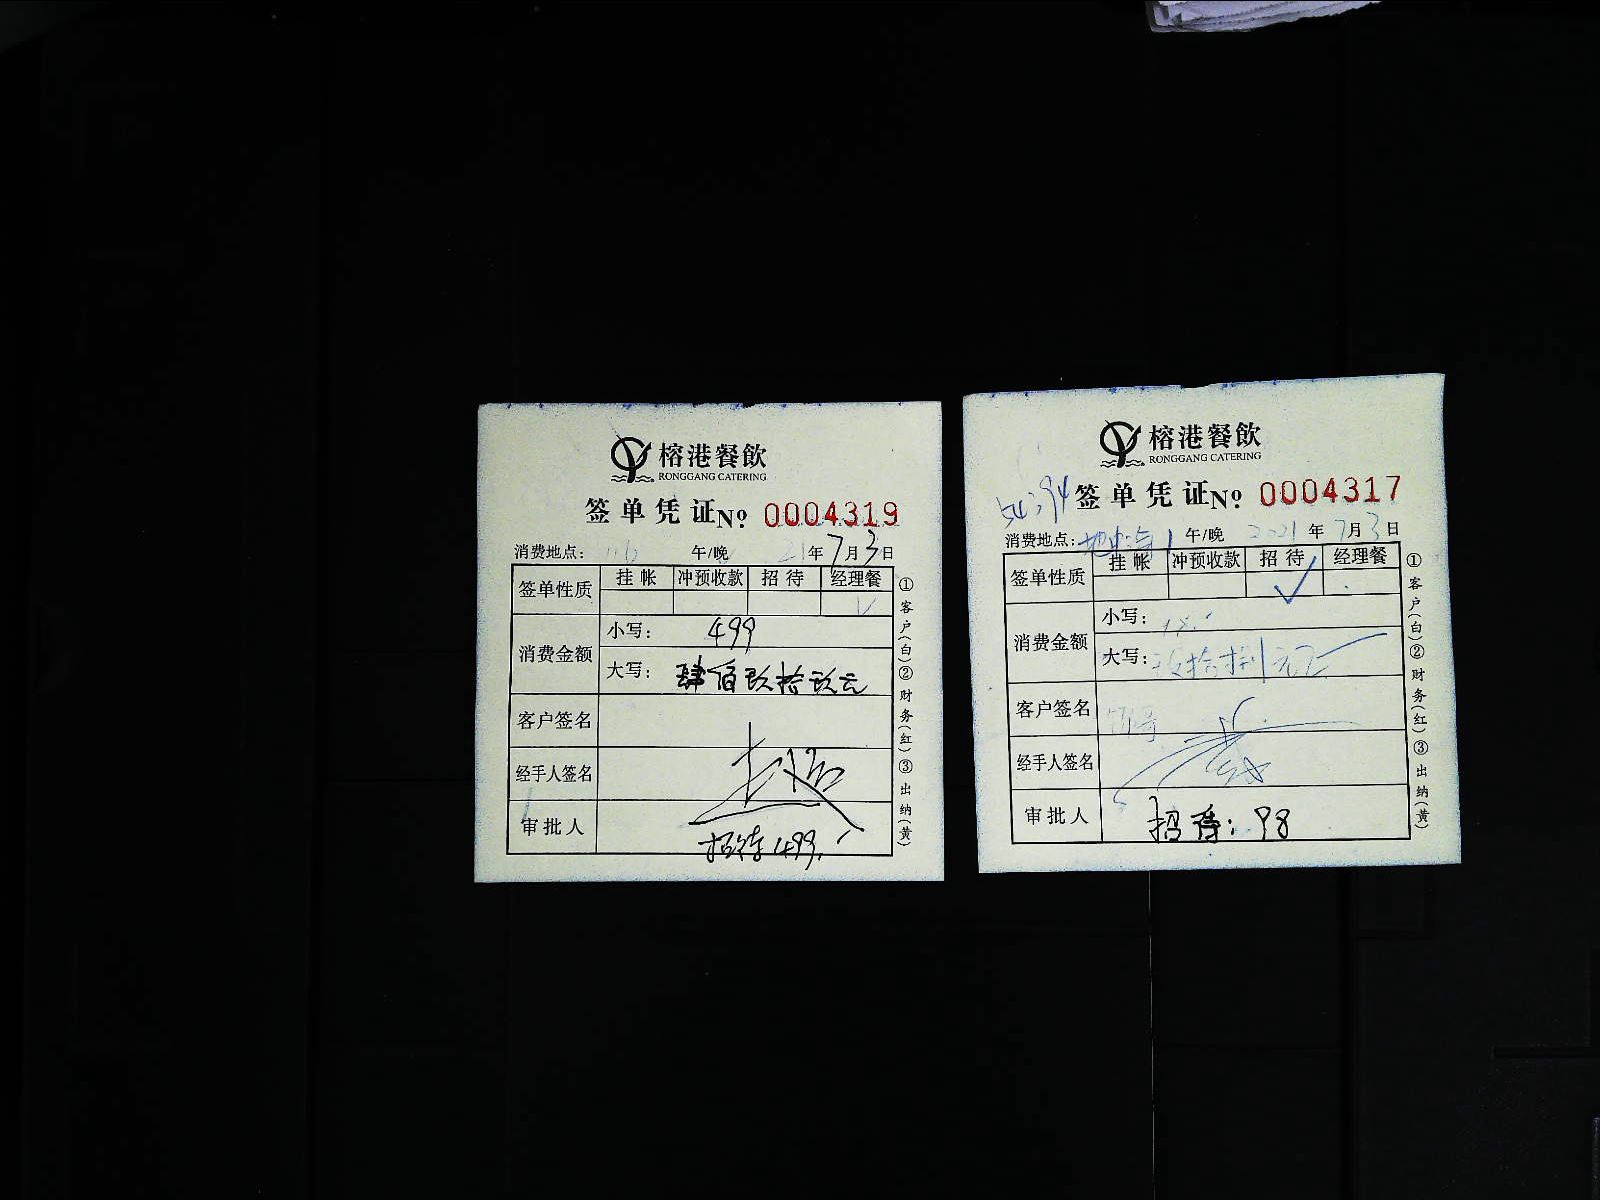 榕港餐飲
RONGGANG CATERING
签单凭证 No 0004319
消费地点: 午/晚 21年7月3日
签单性质 挂帐 冲预收款 招待 经理餐
√
消费金额 小写: 499
大写: 肆佰玖拾玖元
客户签名
经手人签名
审批人
招待499
①客户(白)②财务(红)③出纳(黄)
榕港餐飲
RONGGANG CATERING
签单凭证 No 0004317
消费地点: 午/晚 2021年7月3日
签单性质 挂帐 冲预收款 招待 经理餐
√
消费金额 小写:
大写:
客户签名
经手人签名
审批人 招待: 98
①客户(白)②财务(红)③出纳(黄)